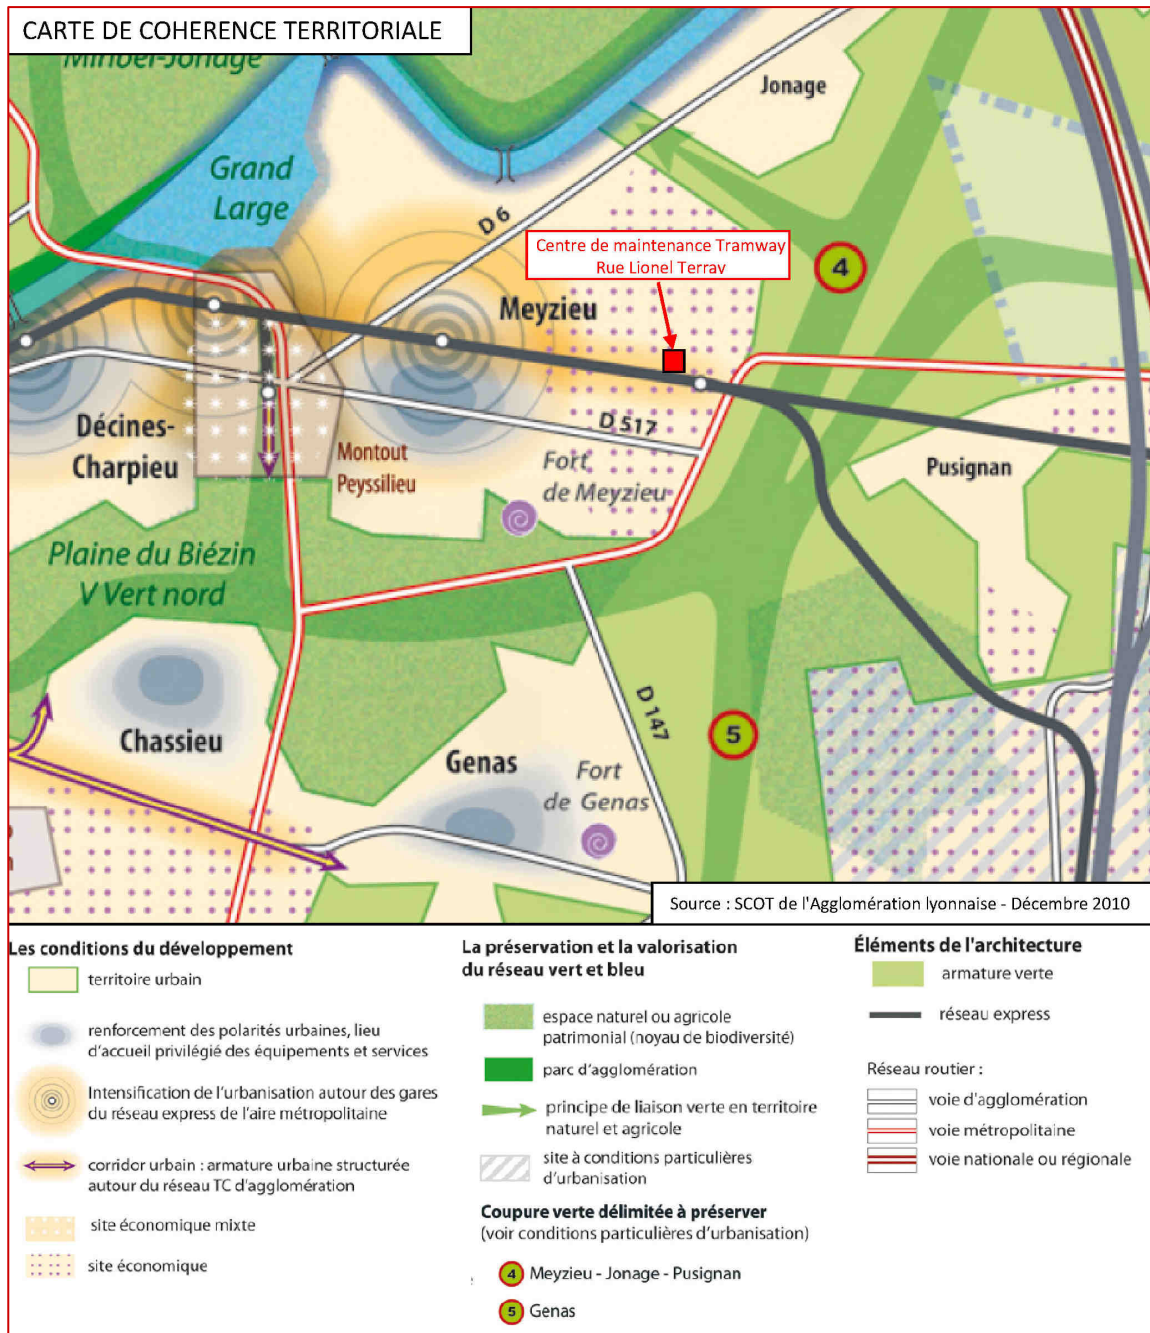 CARTE DE COHERENCE TERRITORIALE
Miribel-Jonage
Jonage
Grand
Large
D 6
Centre de maintenance Tramway
Rue Lionel Terray
4
Meyzieu
D 517
Décines-
Charpieu
Montout
Peyssilieu
Fort
de Meyzieu
Pusignan
Plaine du Biézin
V Vert nord
D 147
5
Chassieu
Genas
Fort
de Genas
Source : SCOT de l'Agglomération lyonnaise - Décembre 2010
Les conditions du développement
territoire urbain
renforcement des polarités urbaines, lieu
d'accueil privilégié des équipements et services
Intensification de l'urbanisation autour des gares
du réseau express de l'aire métropolitaine
corridor urbain : armature urbaine structurée
autour du réseau TC d'agglomération
site économique mixte
site économique
La préservation et la valorisation
du réseau vert et bleu
espace naturel ou agricole
patrimonial (noyau de biodiversité)
parc d'agglomération
principe de liaison verte en territoire
naturel et agricole
site à conditions particulières
d'urbanisation
Coupure verte délimitée à préserver
(voir conditions particulières d'urbanisation)
4 Meyzieu - Jonage - Pusignan
5 Genas
Éléments de l'architecture
armature verte
réseau express
Réseau routier :
voie d'agglomération
voie métropolitaine
voie nationale ou régionale